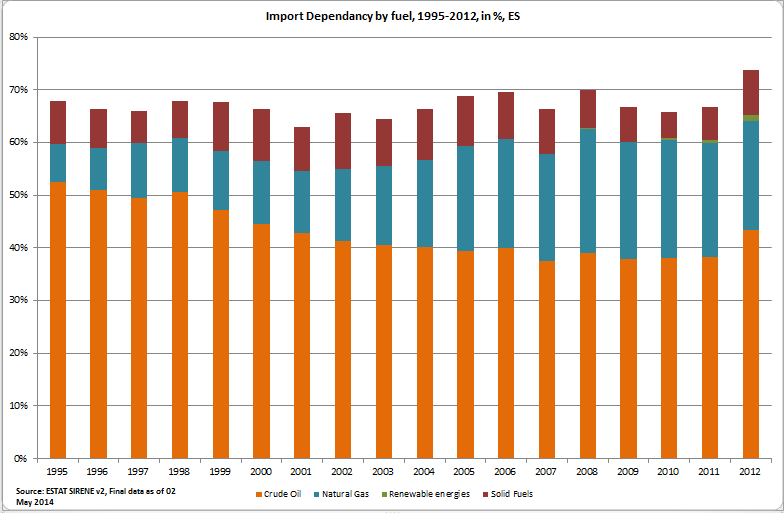 Import Dependancy by fuel, 1995-2012, in %, ES
80%
70%
60%
50%
40%
30%
20%
10%
0%
1995 1996 1997 1998 1999 2000 2001 2002 2003 2004 2005 2006 2007 2008 2009 2010 2011 2012
Source: ESTAT SIRENE v2, Final data as of 02
May 2014
Crude Oil Natural Gas Renewable energies Solid Fuels